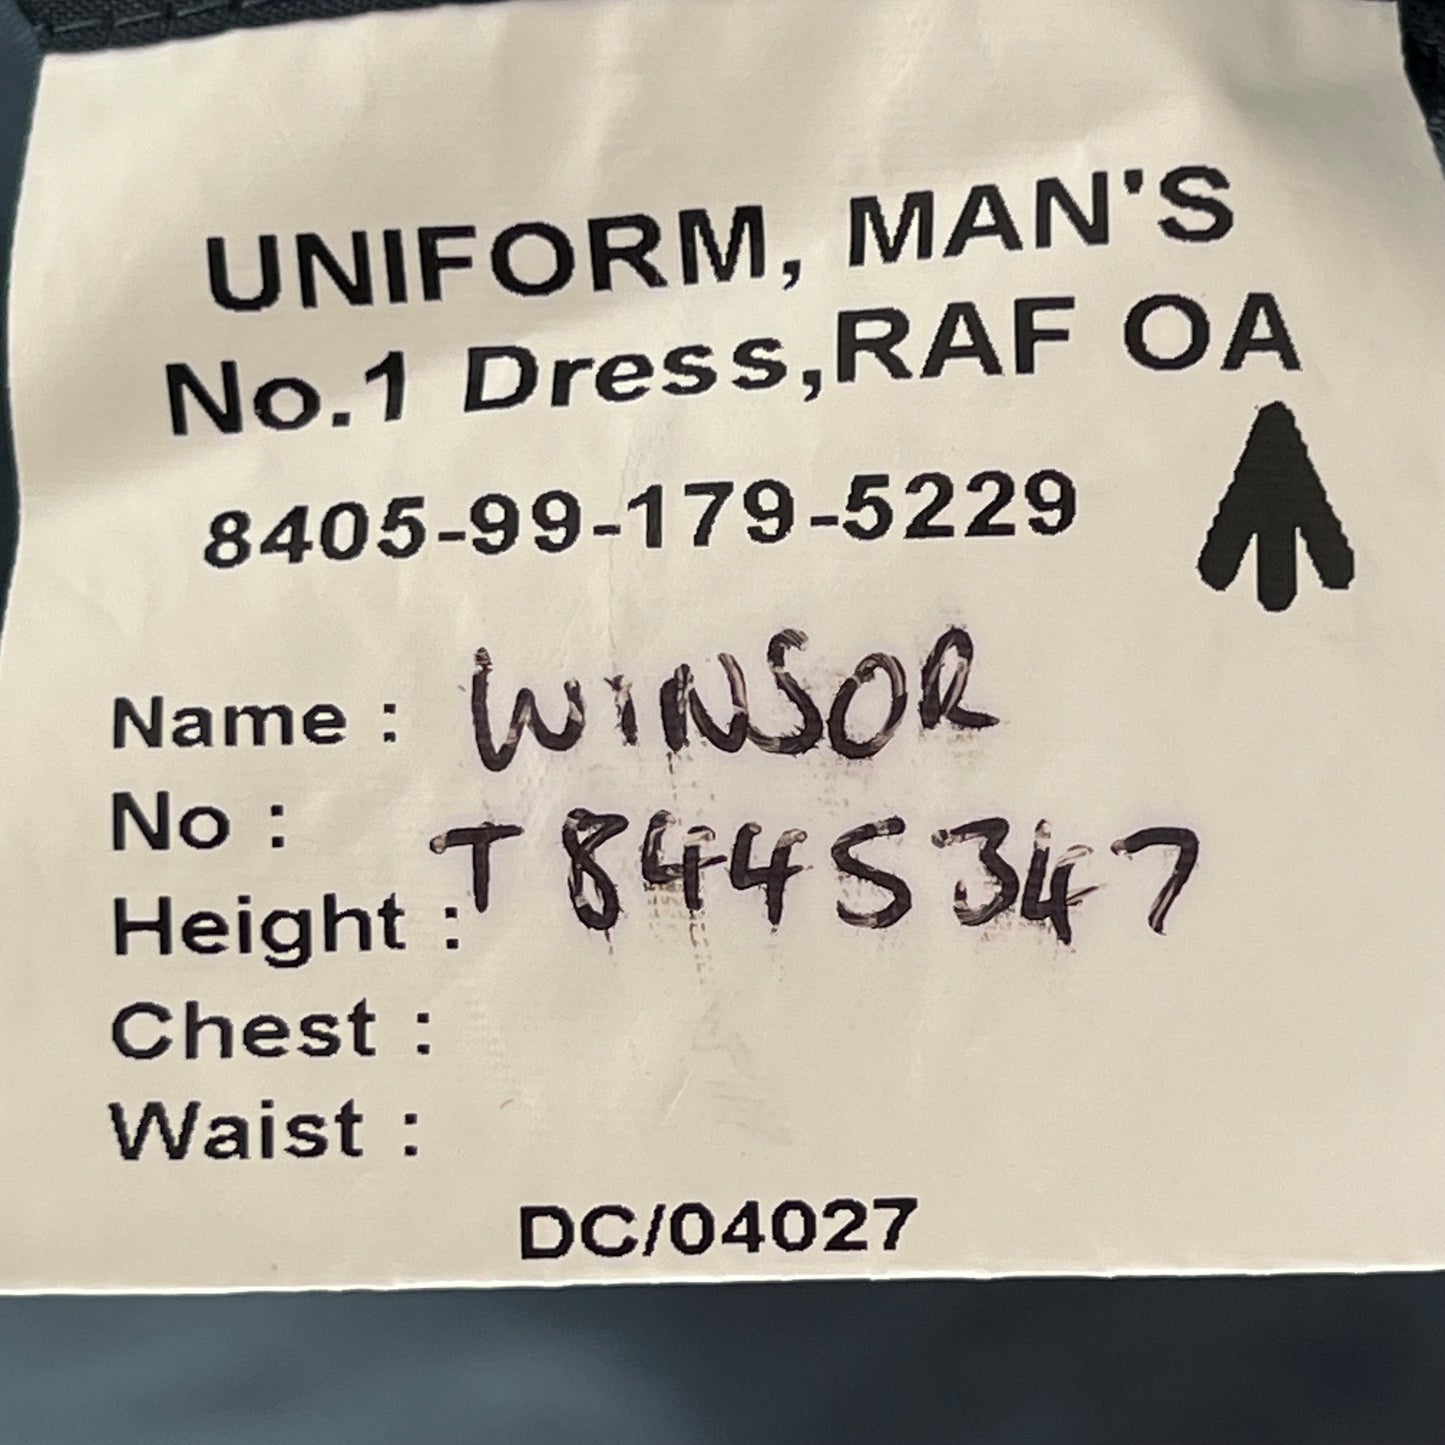 UNIFORM, MAN'S
No.1 Dress,RAF OA
8405-99-179-5229
Name : WINSOR
No : T8445347
Height :
Chest :
Waist :
DC/04027